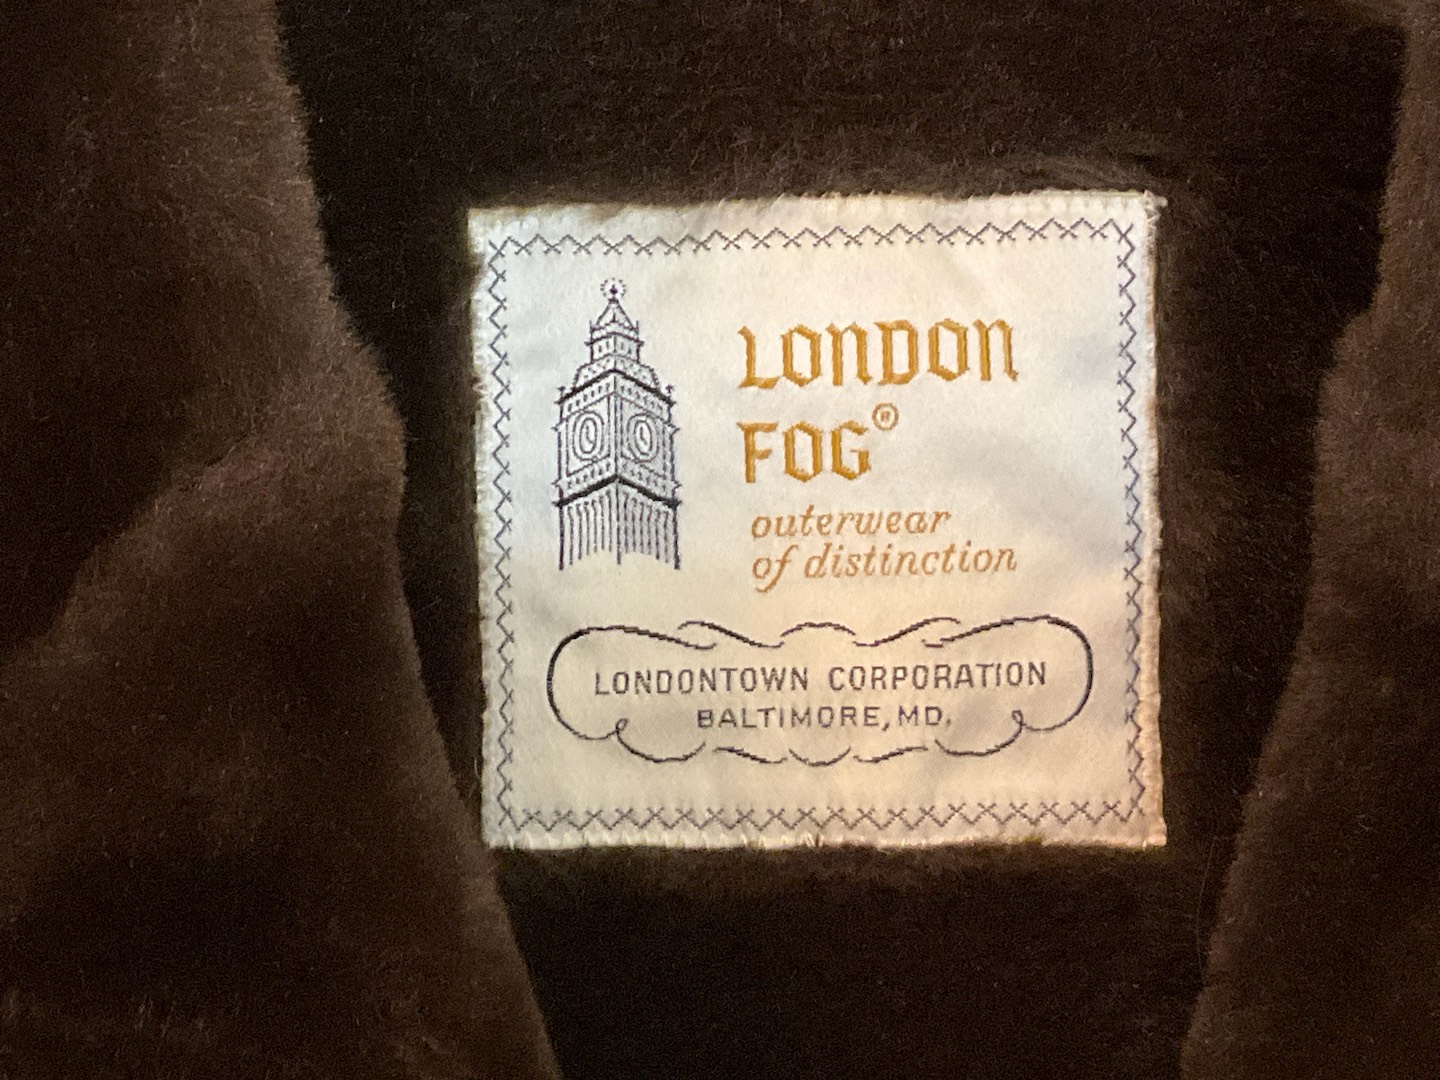 LONDON
FOG®
outerwear
of distinction
LONDONTOWN CORPORATION
BALTIMORE, MD.